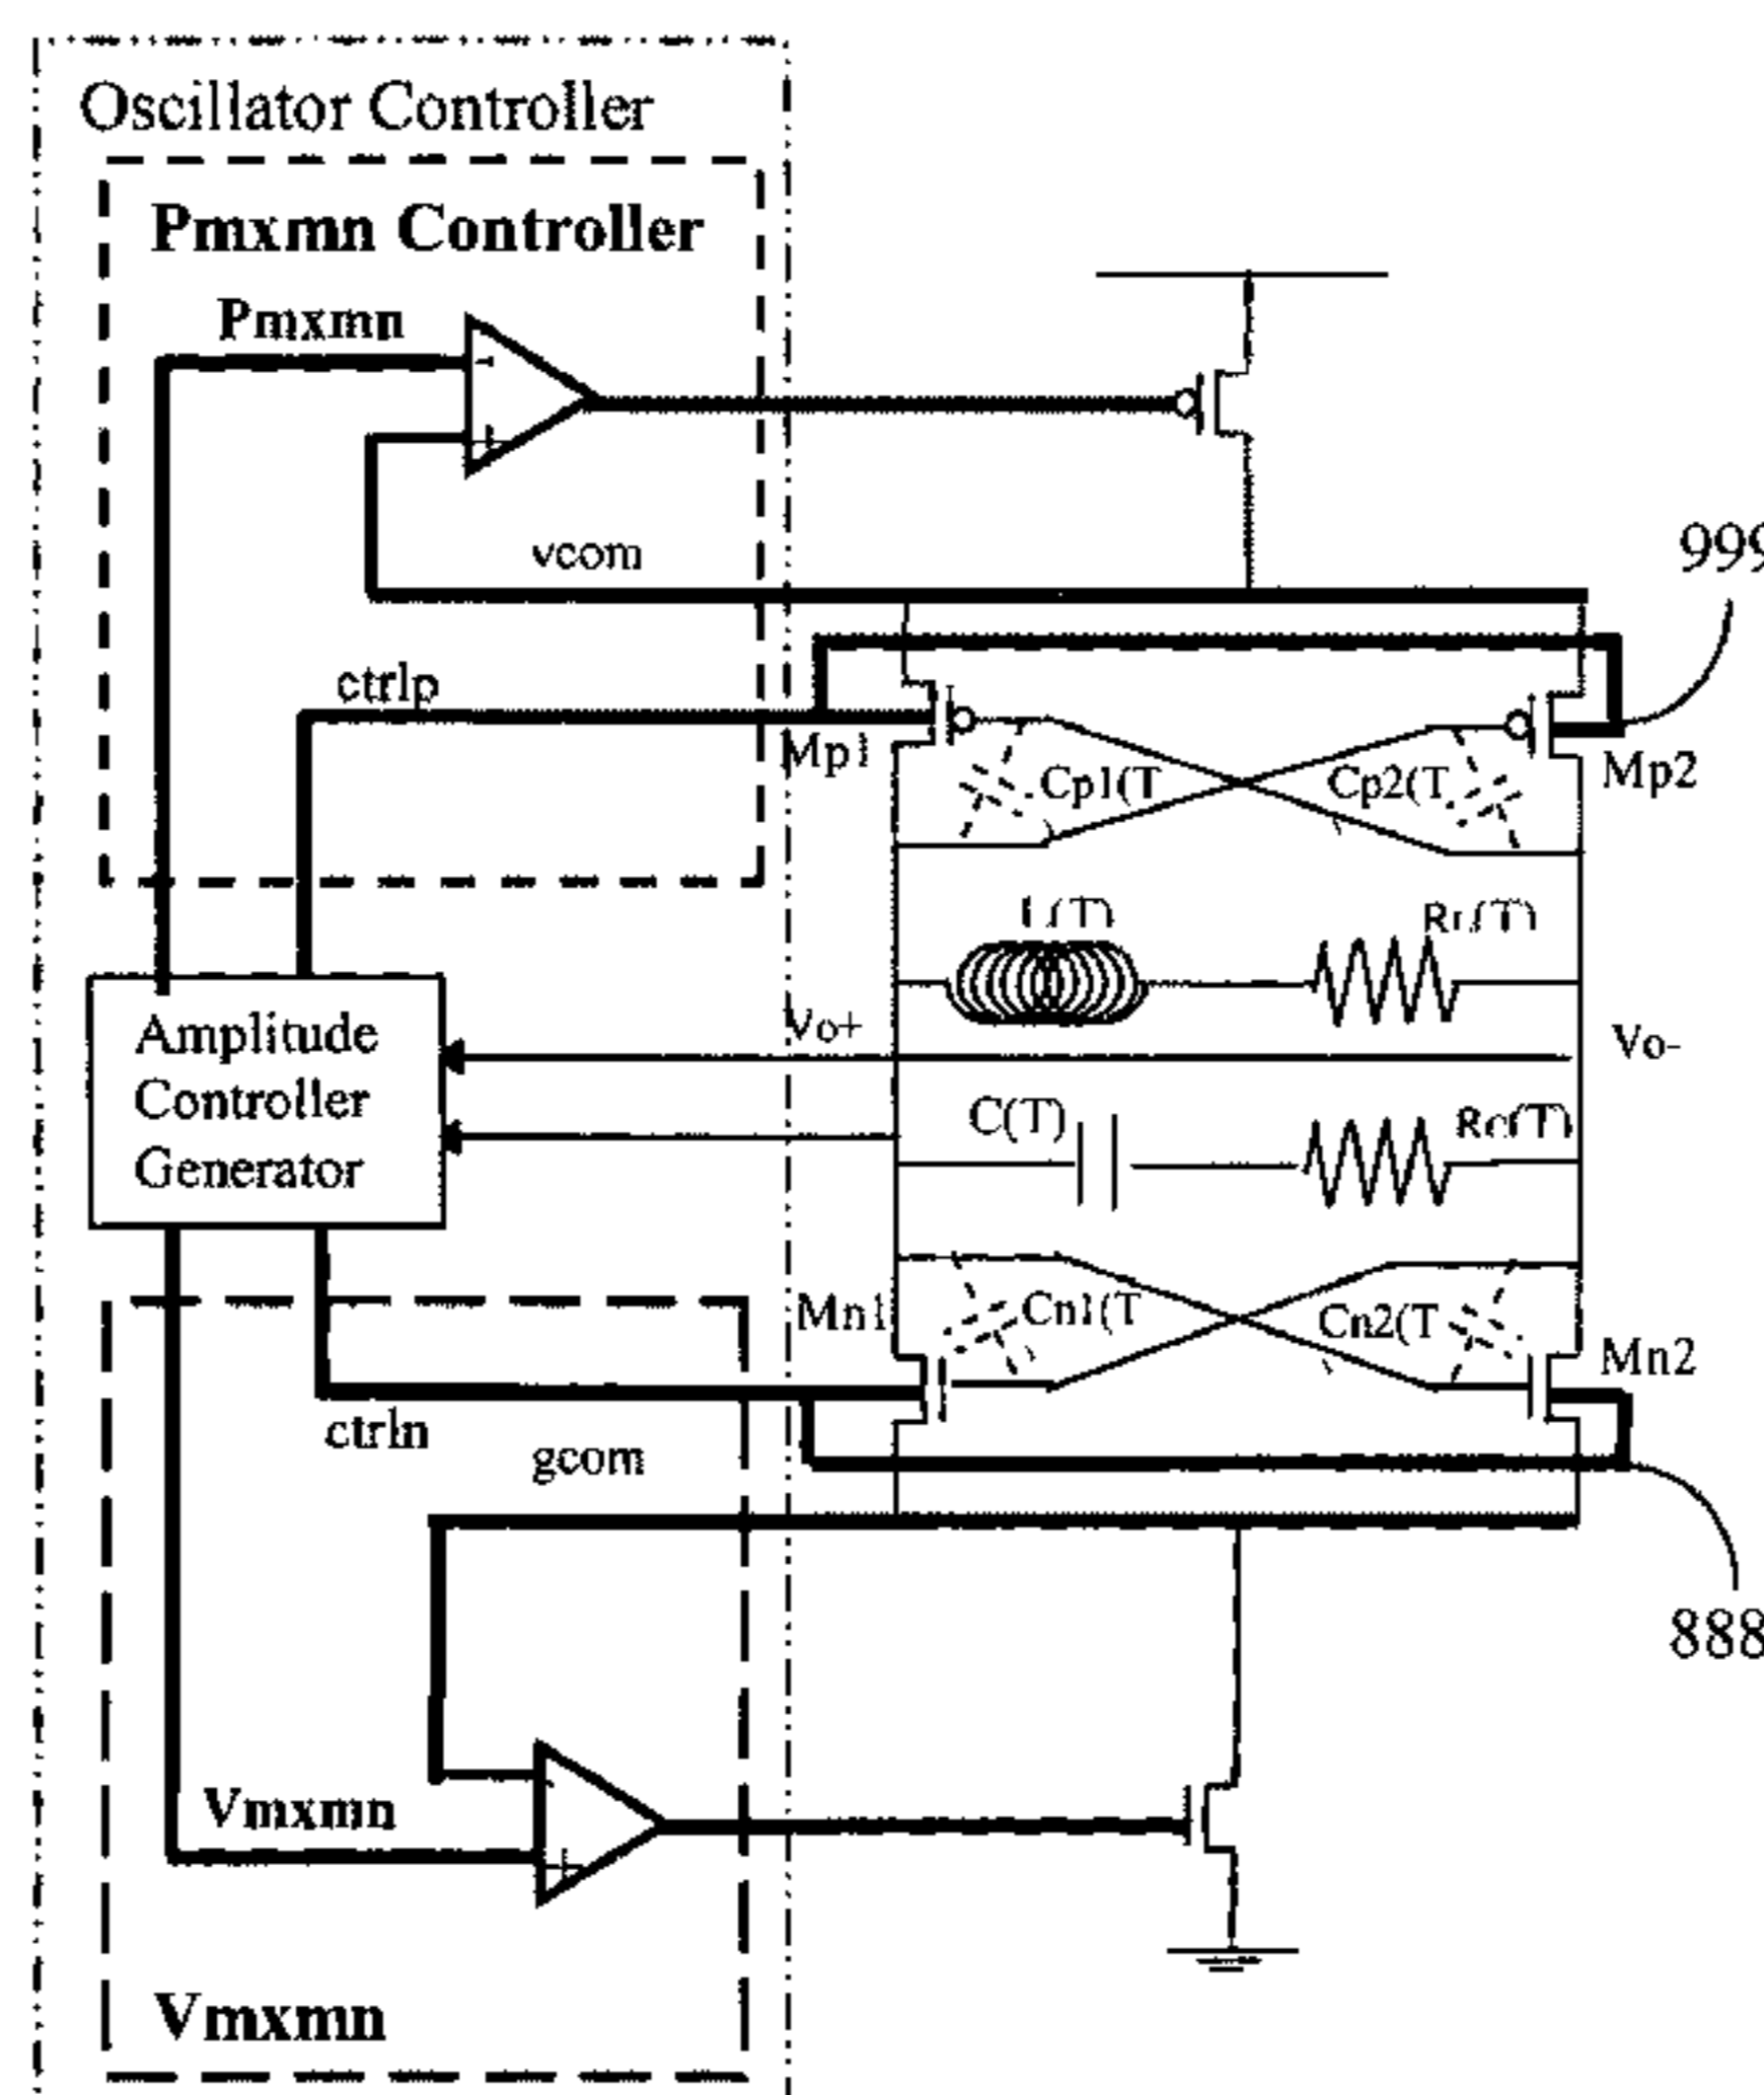 Oscillator Controller
Pmxmn Controller
Pmxmn
-
+
vcom
999
ctrlp
Mp1
Cp1(T
)
Cp2(T
)
Mp2
L(T)
RL(T)
Amplitude
Controller
Generator
Vo+
Vo-
C(T)
Rc(T)
Mn1
Cn1(T
)
Cn2(T
)
Mn2
ctrln
gcom
888
Vmxmn
-
+
Vmxmn